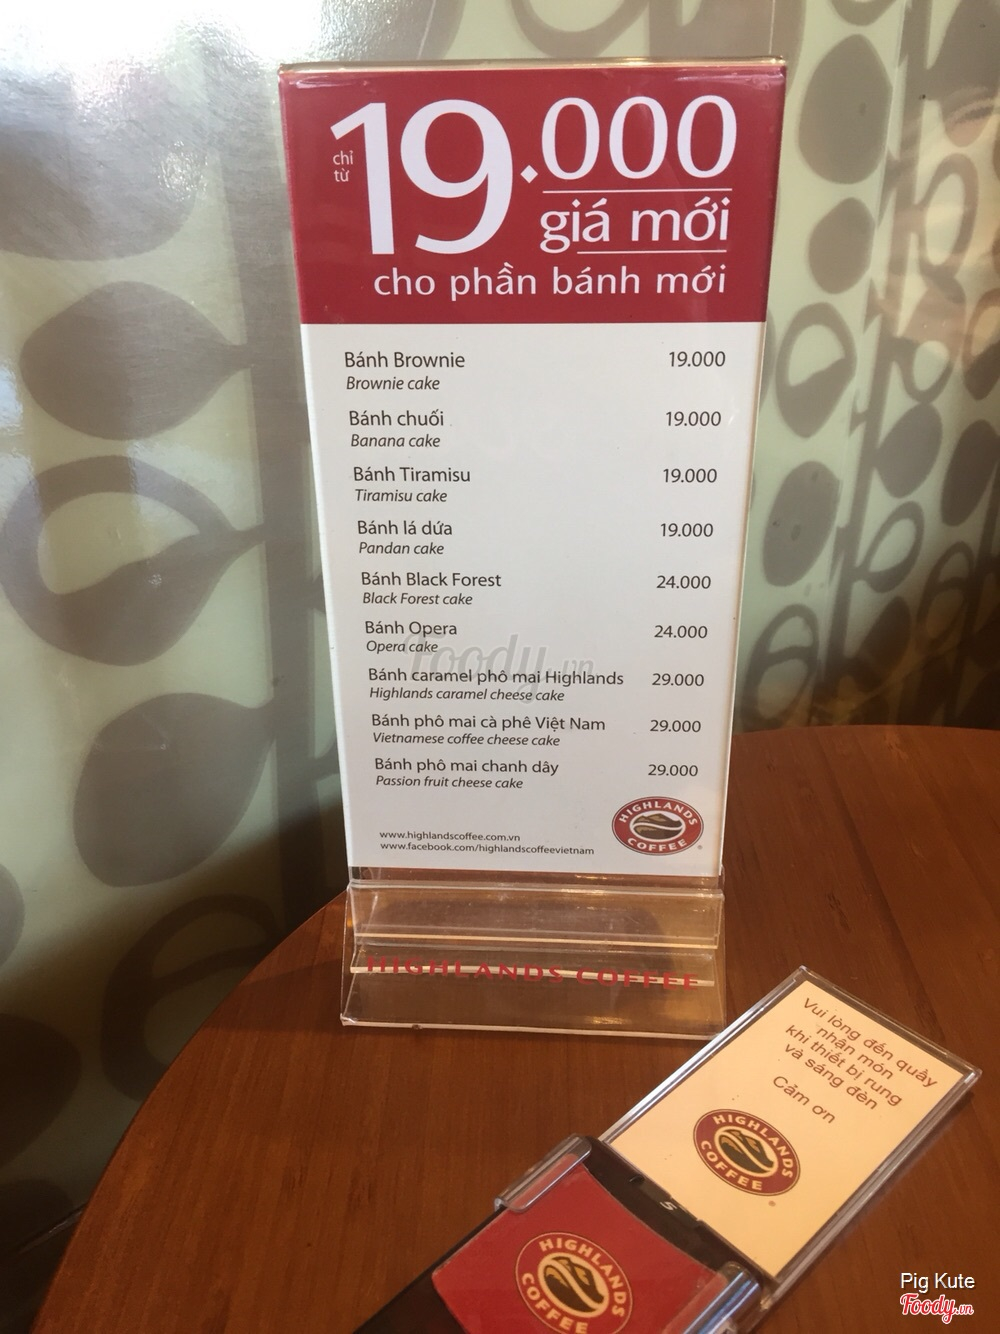 chỉ từ 19.000
giá mới
cho phần bánh mới
Bánh Brownie 19.000
Brownie cake
Bánh chuối 19.000
Banana cake
Bánh Tiramisu 19.000
Tiramisu cake
Bánh lá dứa 19.000
Pandan cake
Bánh Black Forest 24.000
Black Forest cake
Bánh Opera 24.000
Opera cake
Bánh caramel phô mai Highlands 29.000
Highlands caramel cheese cake
Bánh phô mai cà phê Việt Nam 29.000
Vietnamese coffee cheese cake
Bánh phô mai chanh dây 29.000
Passion fruit cheese cake
www.highlandscoffee.com.vn
www.facebook.com/highlandscoffeevietnam
HIGHLANDS COFFEE ®
Foody.vn
HIGHLANDS COFFEE
Vui lòng đến quầy
nhận món
khi thiết bị rung
và sáng đèn
Cảm ơn
HIGHLANDS COFFEE ®
5
HIGHLANDS COFFEE
Pig Kute
Foody.vn